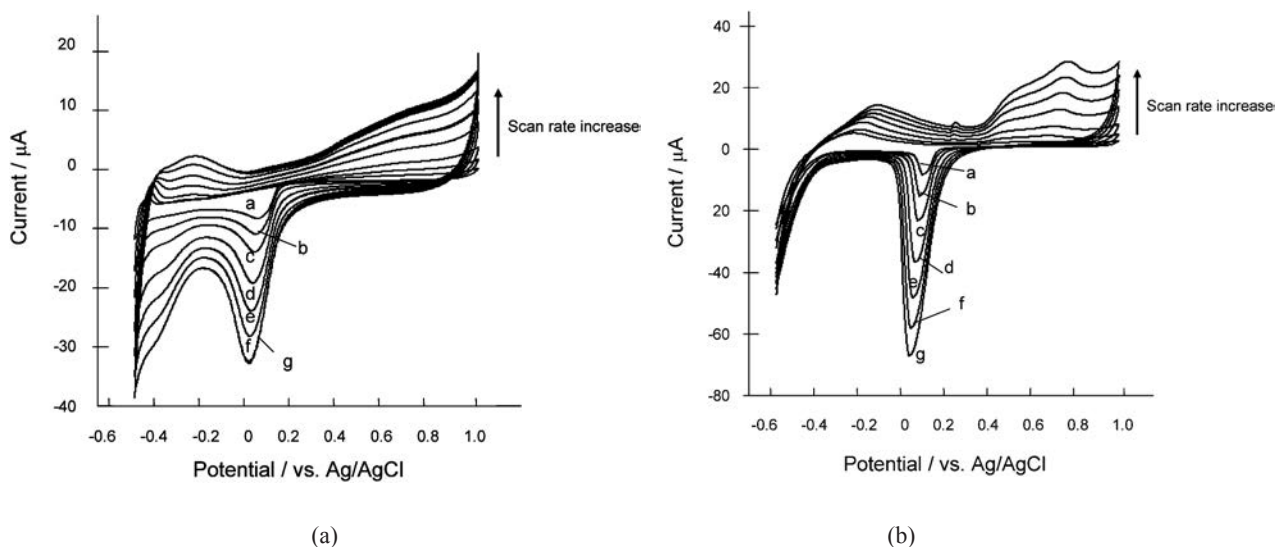 20
10
0
-10
-20
-30
-40
-0.6 -0.4 -0.2 0 0.2 0.4 0.6 0.8 1.0
Current / µA
Potential / vs. Ag/AgCl
Scan rate increase
a
b
c
d
e
f
g
(a)
40
20
0
20
-40
-60
-80
-0.6 -0.4 -0.2 0 0.2 0.4 0.6 0.8 1.0
Current / µA
Potential / vs. Ag/AgCl
Scan rate increase
a
b
c
d
e
f
g
(b)